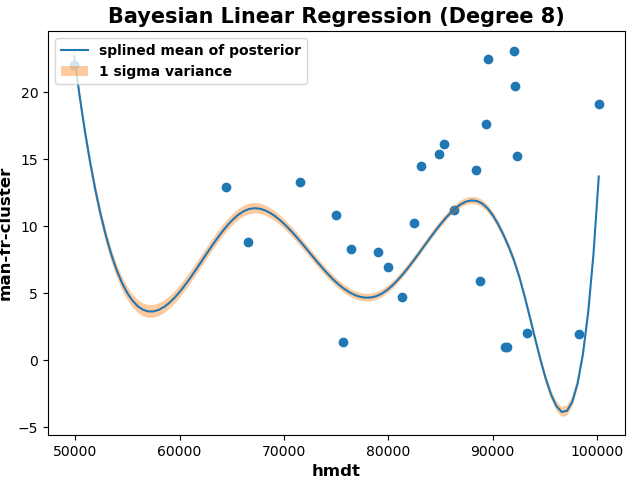 Bayesian Linear Regression (Degree 8)
splined mean of posterior
1 sigma variance
man-fr-cluster
20
15
10
5
0
−5
50000 60000 70000 80000 90000 100000
hmdt